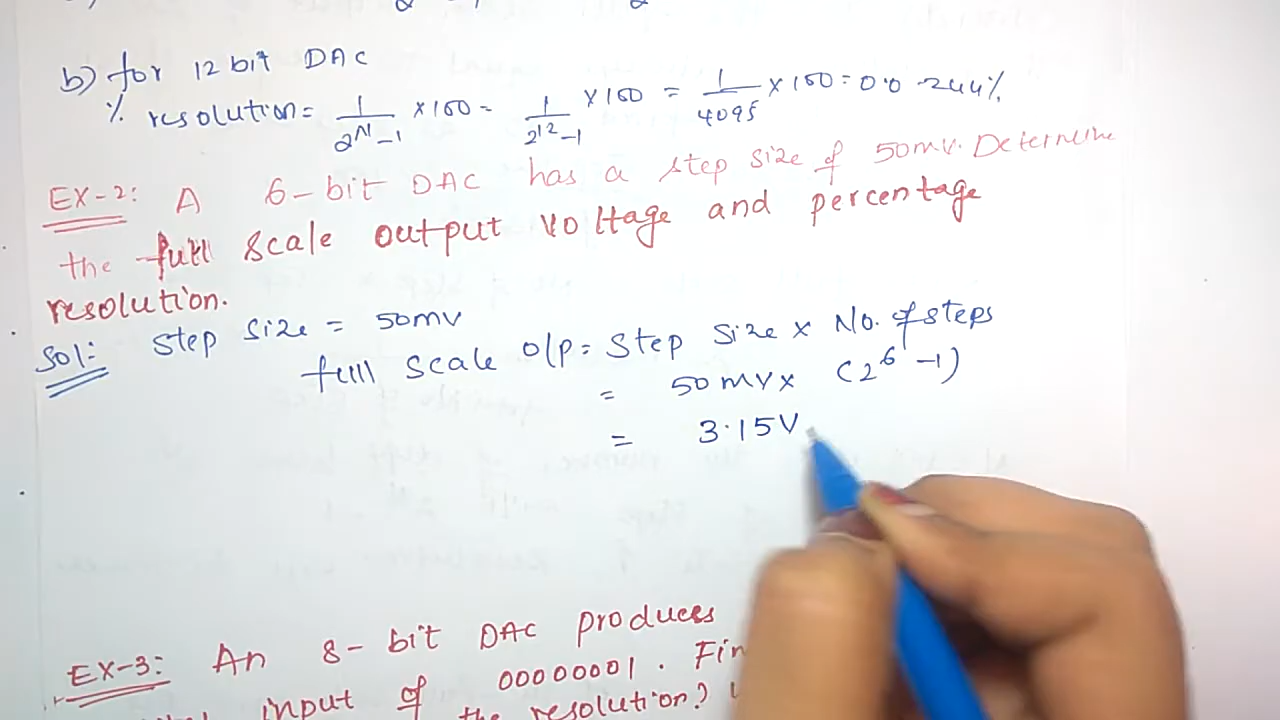 b) for 12 bit DAC
% resolution = 1/2^N-1 ×100 = 1/2^12-1 ×100 = 1/4095 ×100 = 0.0244%
EX-2: A 6-bit DAC has a step size of 50mv. Determine
the full scale output voltage and percentage
resolution.
Sol: Step size = 50mv
full scale o/p = Step size × No. of steps
= 50mv × (2^6 -1)
= 3.15V
EX-3: An 8-bit DAC produces
input of 00000001. Fin
the resolution?